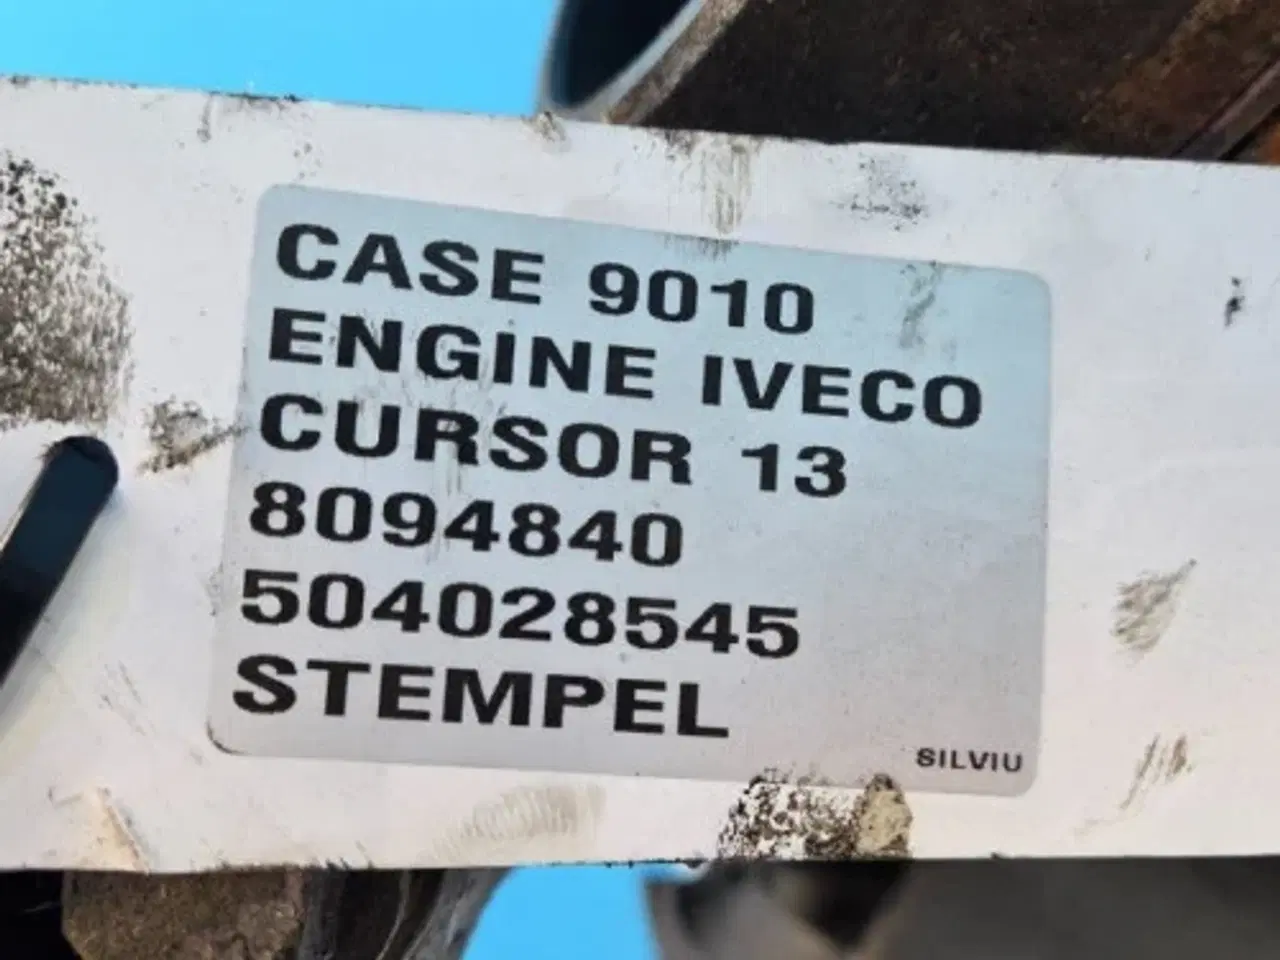 CASE 9010
ENGINE IVECO
CURSOR 13
8094840
504028545
STEMPEL
SILVIU